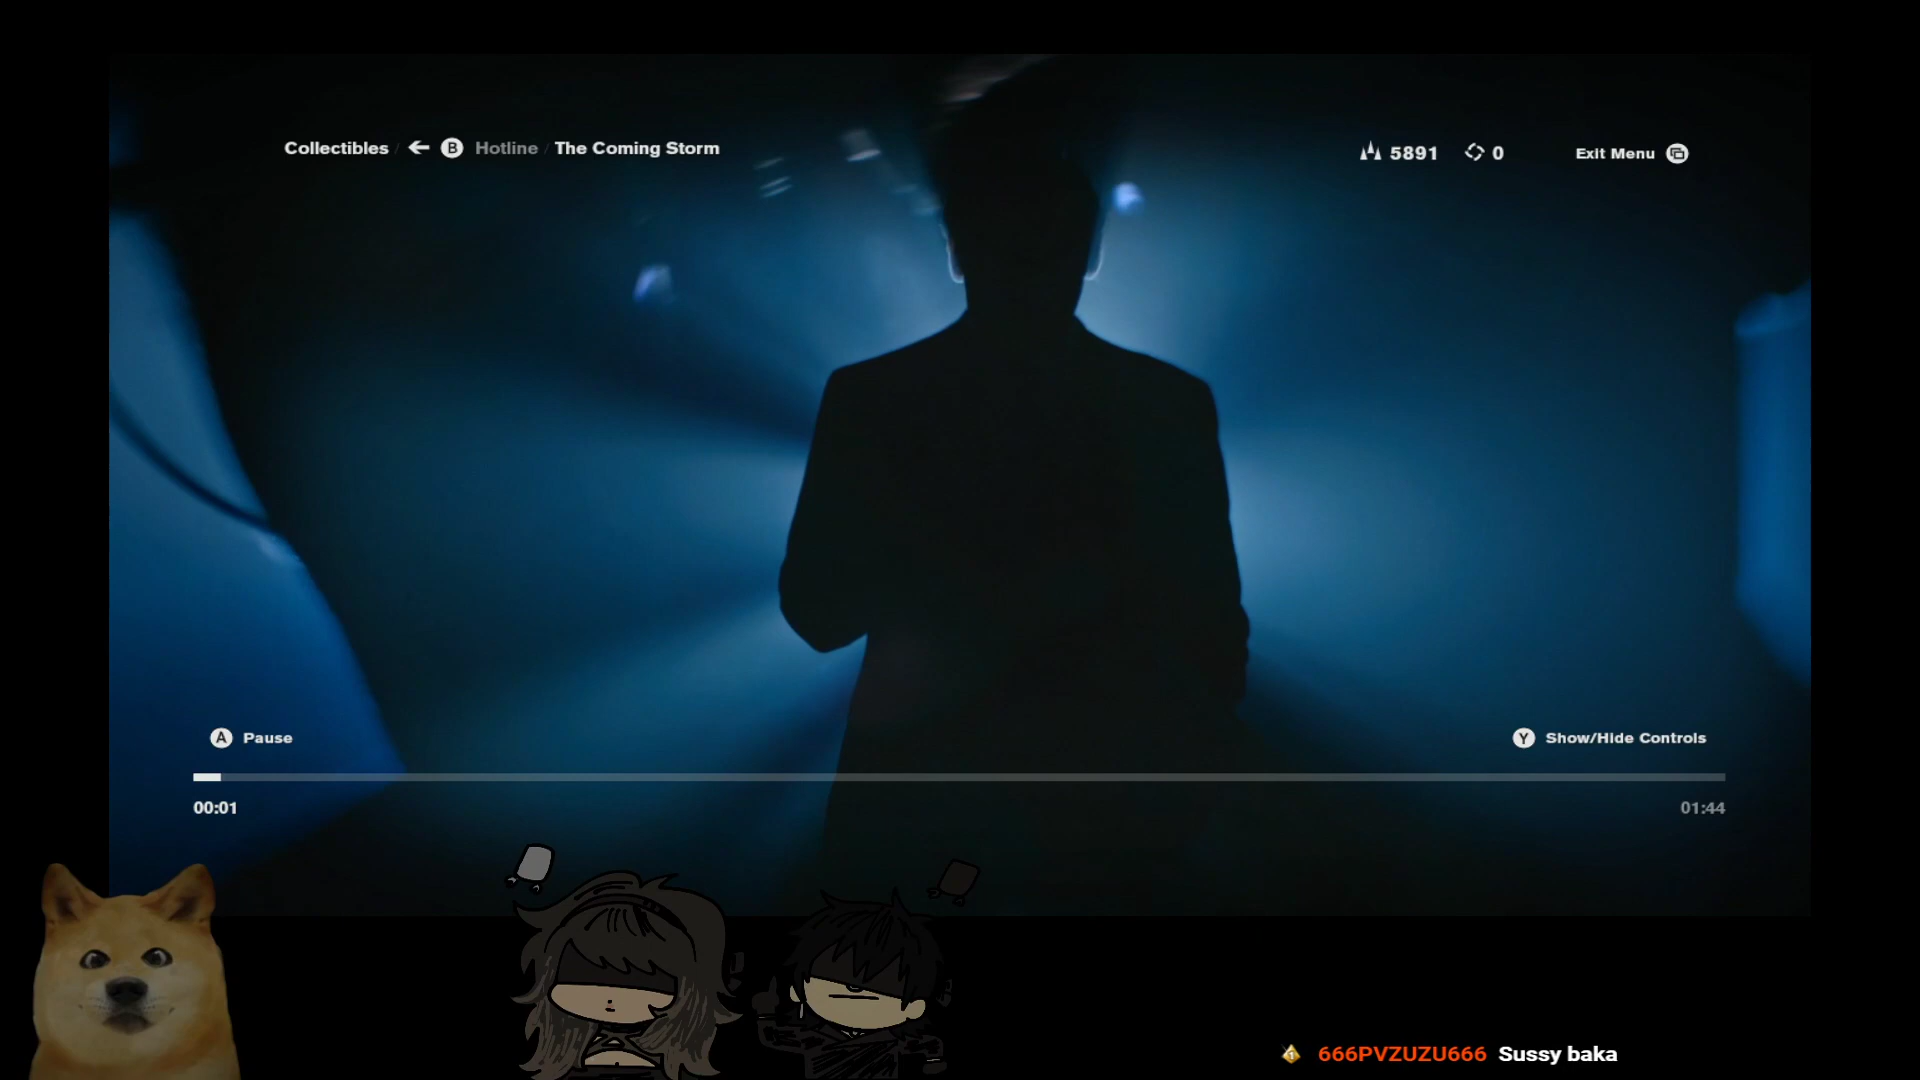 Collectibles / B Hotline / The Coming Storm
5891 0 Exit Menu
A Pause
Y Show/Hide Controls
00:01
01:44
1 666PVZUZU666 Sussy baka